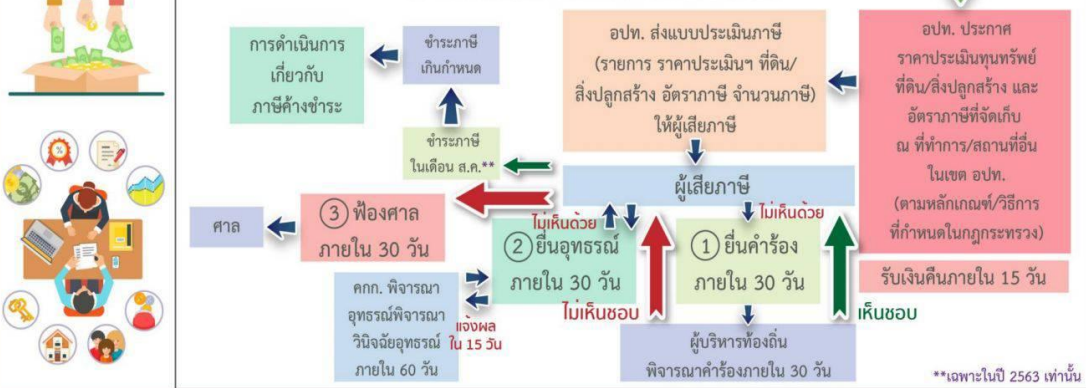 การดำเนินการ
เกี่ยวกับ
ภาษีค้างชำระ
ชำระภาษี
เกินกำหนด
ชำระภาษี
ในเดือน ส.ค.**
อปท. ส่งแบบประเมินภาษี
(รายการ ราคาประเมินฯ ที่ดิน/
สิ่งปลูกสร้าง อัตราภาษี จำนวนภาษี)
ให้ผู้เสียภาษี
อปท. ประกาศ
ราคาประเมินทุนทรัพย์
ที่ดิน/สิ่งปลูกสร้าง และ
อัตราภาษีที่จัดเก็บ
ณ ที่ทำการ/สถานที่อื่น
ในเขต อปท.
(ตามหลักเกณฑ์/วิธีการ
ที่กำหนดในกฎกระทรวง)
ผู้เสียภาษี
ศาล
3 ฟ้องศาล
ภายใน 30 วัน
ไม่เห็นด้วย
2 ยื่นอุทธรณ์
ภายใน 30 วัน
ไม่เห็นด้วย
1 ยื่นคำร้อง
ภายใน 30 วัน
รับเงินคืนภายใน 15 วัน
คกก. พิจารณา
อุทธรณ์พิจารณา
วินิจฉัยอุทธรณ์
ภายใน 60 วัน
แจ้งผล
ใน 15 วัน
ไม่เห็นชอบ
เห็นชอบ
ผู้บริหารท้องถิ่น
พิจารณาคำร้องภายใน 30 วัน
**เฉพาะในปี 2563 เท่านั้น
%